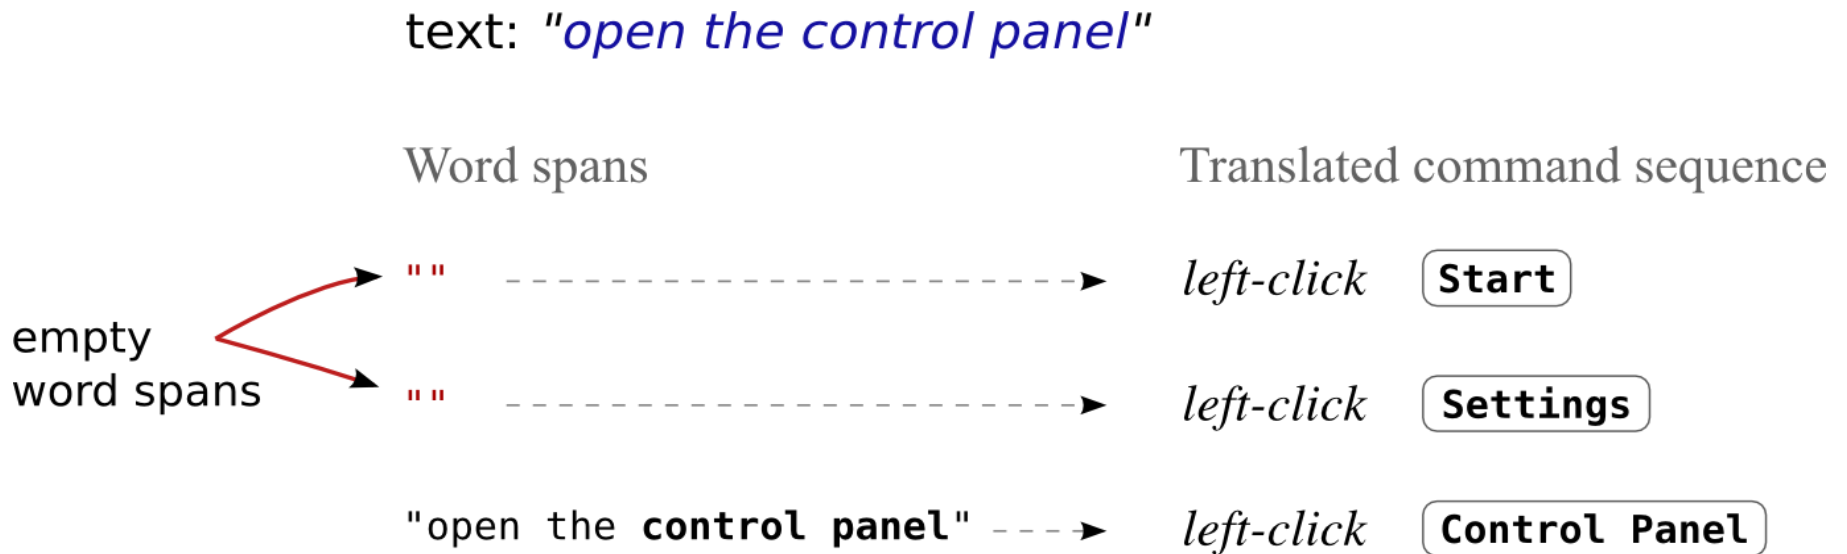 text: "open the control panel"
Word spans Translated command sequence
"" left-click Start
empty
word spans
"" left-click Settings
"open the control panel" left-click Control Panel